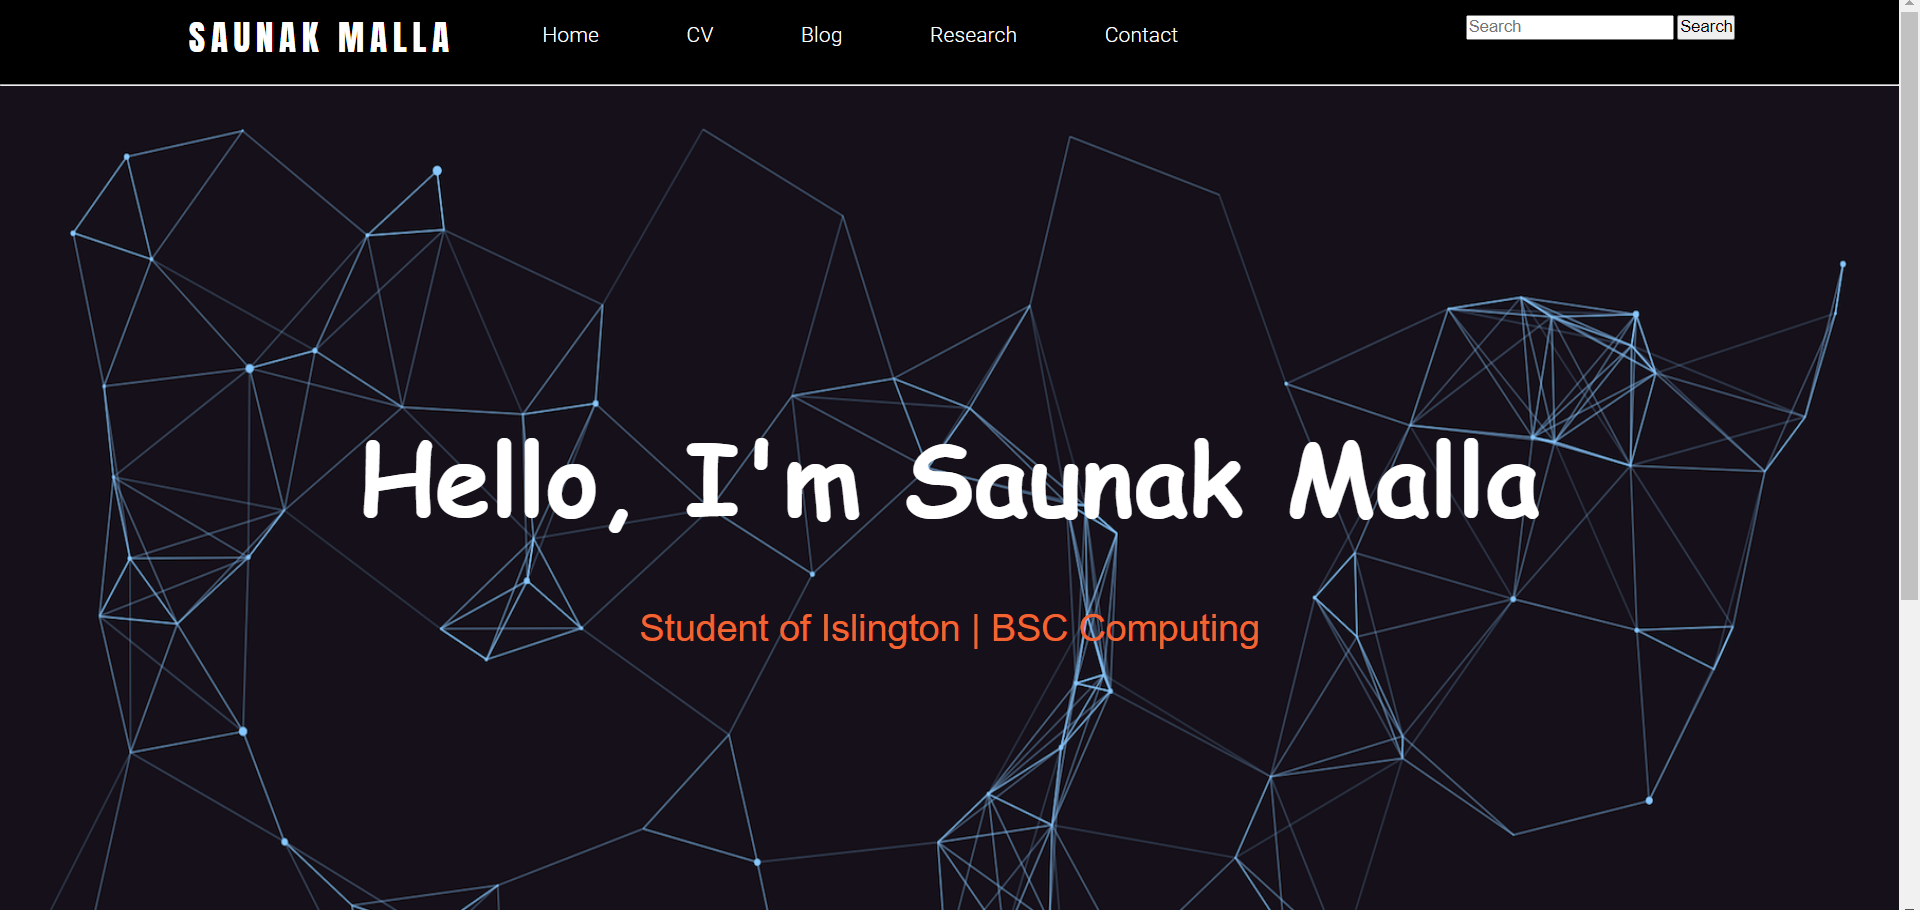 SAUNAK MALLA
Home
CV
Blog
Research
Contact
Search
Search
Hello, I'm Saunak Malla
Student of Islington | BSC Computing